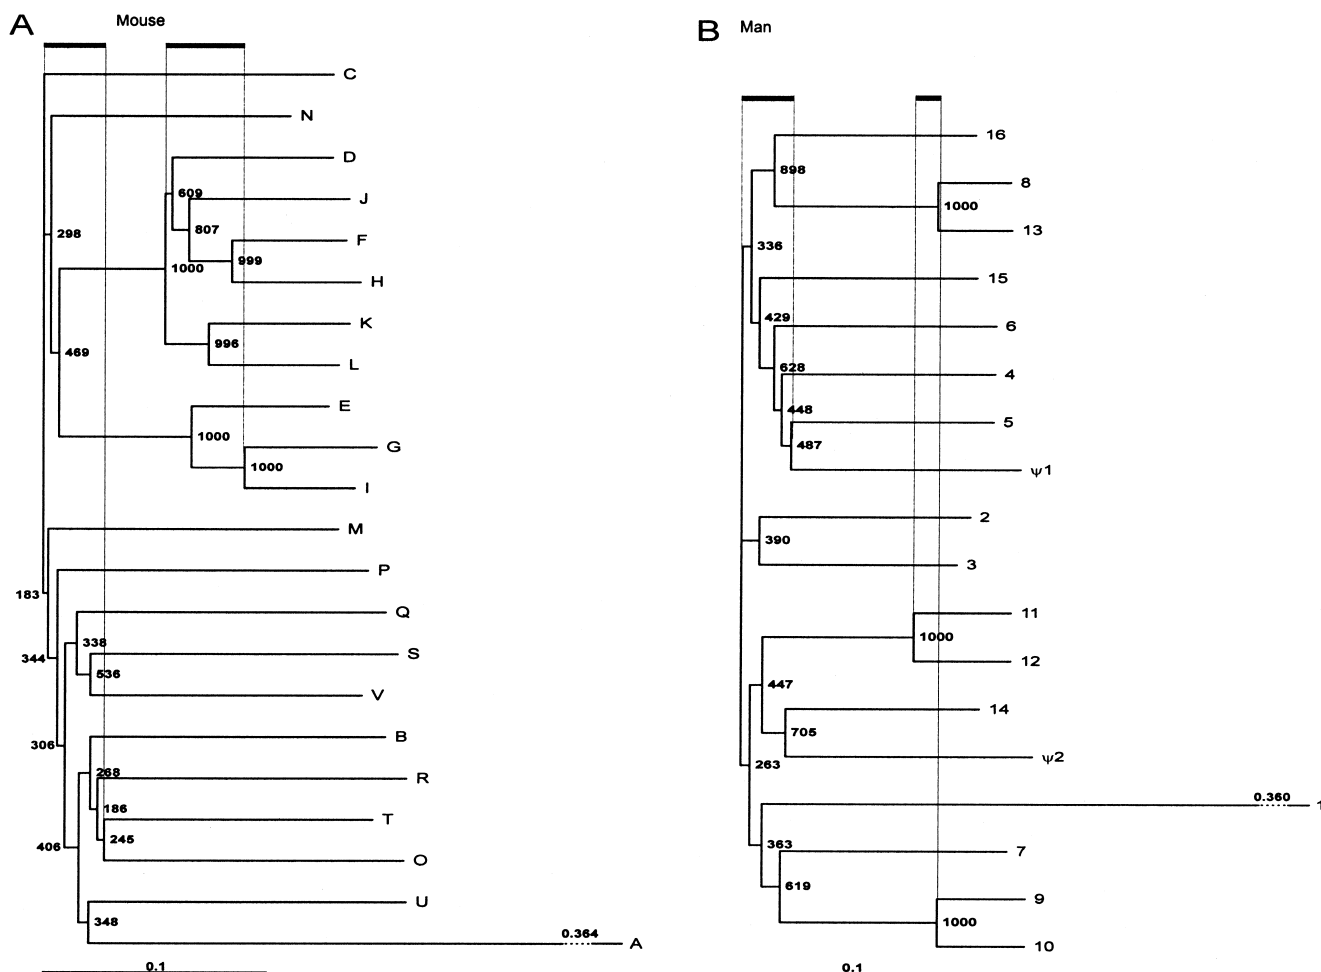 A Mouse
B Man
C
N
D
609
J
807
298
F
999
1000
H
K
996
469
L
E
1000
G
1000
I
M
P
183
Q
338
344
S
536
V
306
B
268
R
186
T
245
406
O
U
348
0.364
A
0.1
16
898
8
1000
13
336
15
429
6
628
4
448
5
487
ψ1
2
390
3
11
1000
12
447
14
705
ψ2
263
0.360
1
363
7
619
9
1000
10
0.1